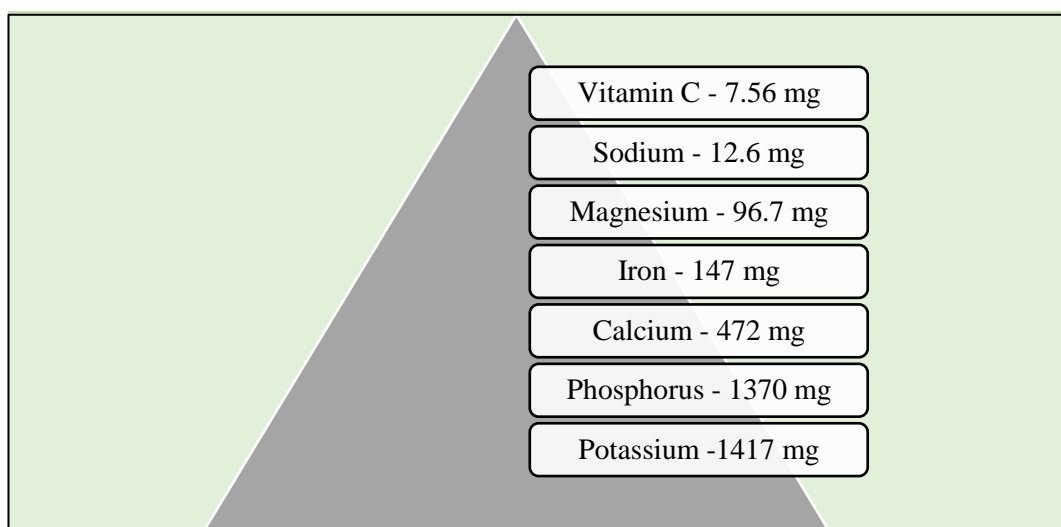 Vitamin C - 7.56 mg
Sodium - 12.6 mg
Magnesium - 96.7 mg
Iron - 147 mg
Calcium - 472 mg
Phosphorus - 1370 mg
Potassium -1417 mg